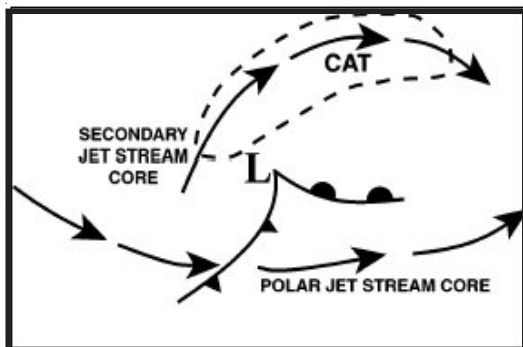 CAT
SECONDARY
JET STREAM
CORE
L
POLAR JET STREAM CORE